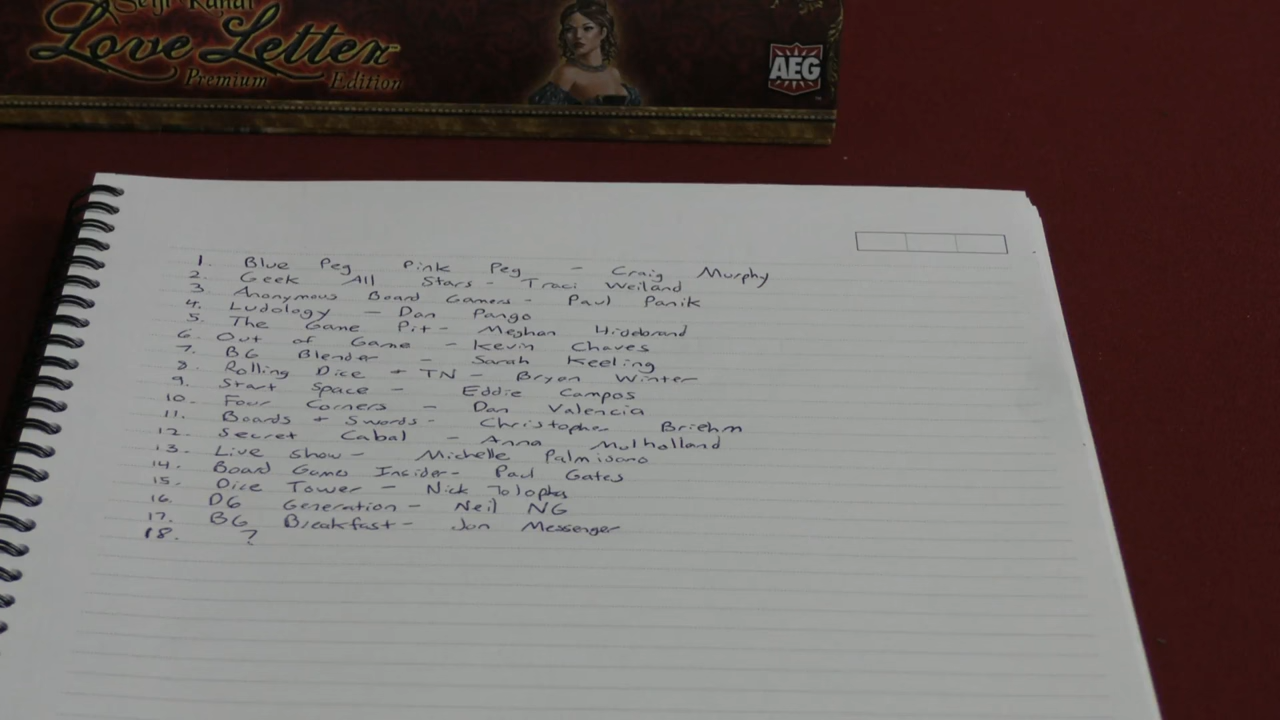 Seiji Kanai
Love Letter
Premium Edition
AEG
1. Blue Peg Pink Peg - Craig Murphy
2. Geek All Stars - Traci Weiland
3 Anonymous Board Gamers - Paul Panik
4. Ludology - Dan Pango
5. The Game Pit - Meghan Hildebrand
6. Out of Game - Kevin Chaves
7. BG Blender - Sarah Keeling
8. Rolling Dice + TN - Bryan Winter
9. Start Space - Eddie Campos
10. Four Corners - Dan Valencia
11. Boards + Swords - Christopher Briehm
12. Secret Cabal - Anna Mulholland
13. Live show - Michelle Palmisano
14. Board Games Insider - Paul Gates
15. Dice Tower - Nick
16. D6 Generation - Neil NG
17. BG Breakfast - Jon Messenger
18. ?